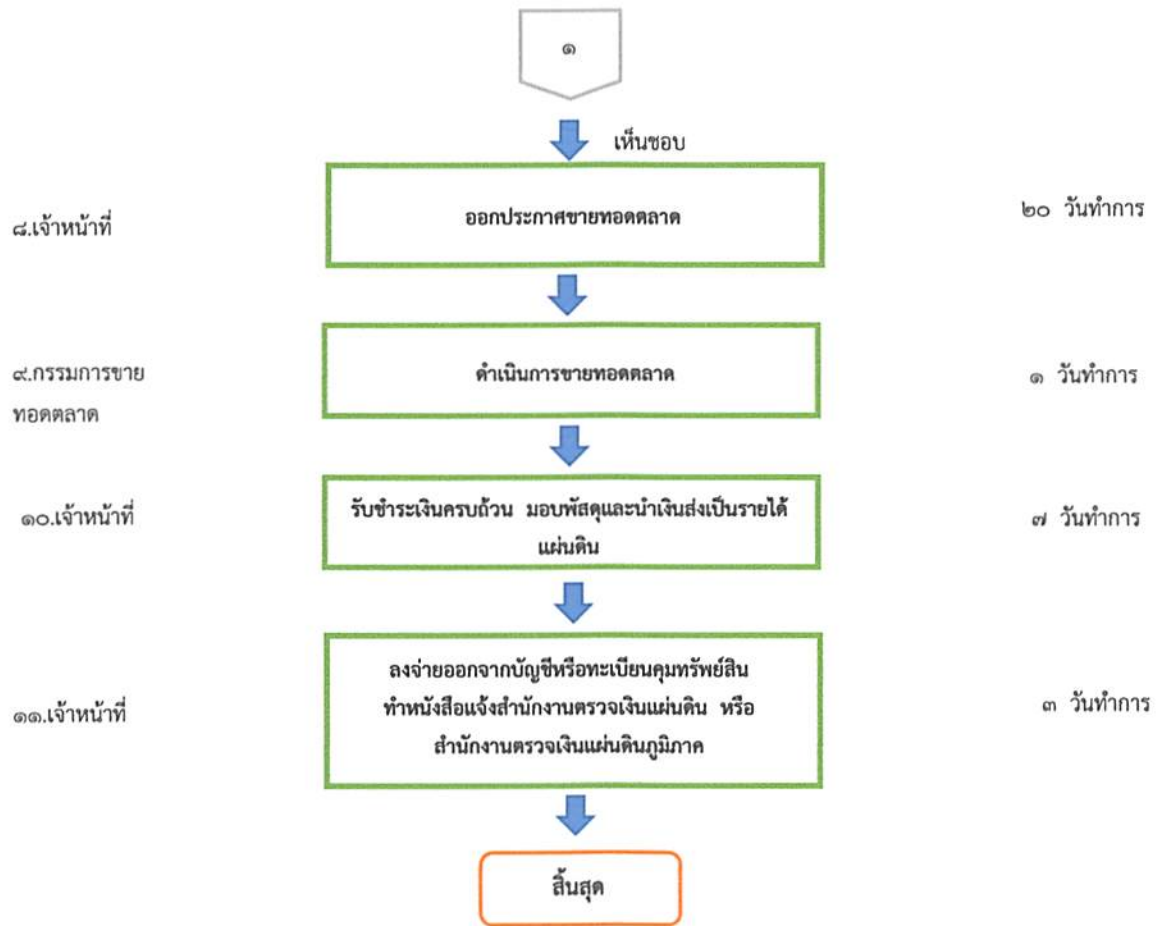 ๑
เห็นชอบ
๘.เจ้าหน้าที่
ออกประกาศขายทอดตลาด
๒๐ วันทำการ
๙.กรรมการขาย
ทอดตลาด
ดำเนินการขายทอดตลาด
๑ วันทำการ
๑๐.เจ้าหน้าที่
รับชำระเงินครบถ้วน มอบพัสดุและนำเงินส่งเป็นรายได้
แผ่นดิน
๗ วันทำการ
๑๑.เจ้าหน้าที่
ลงจ่ายออกจากบัญชีหรือทะเบียนคุมทรัพย์สิน
ทำหนังสือแจ้งสำนักงานตรวจเงินแผ่นดิน หรือ
สำนักงานตรวจเงินแผ่นดินภูมิภาค
๓ วันทำการ
สิ้นสุด